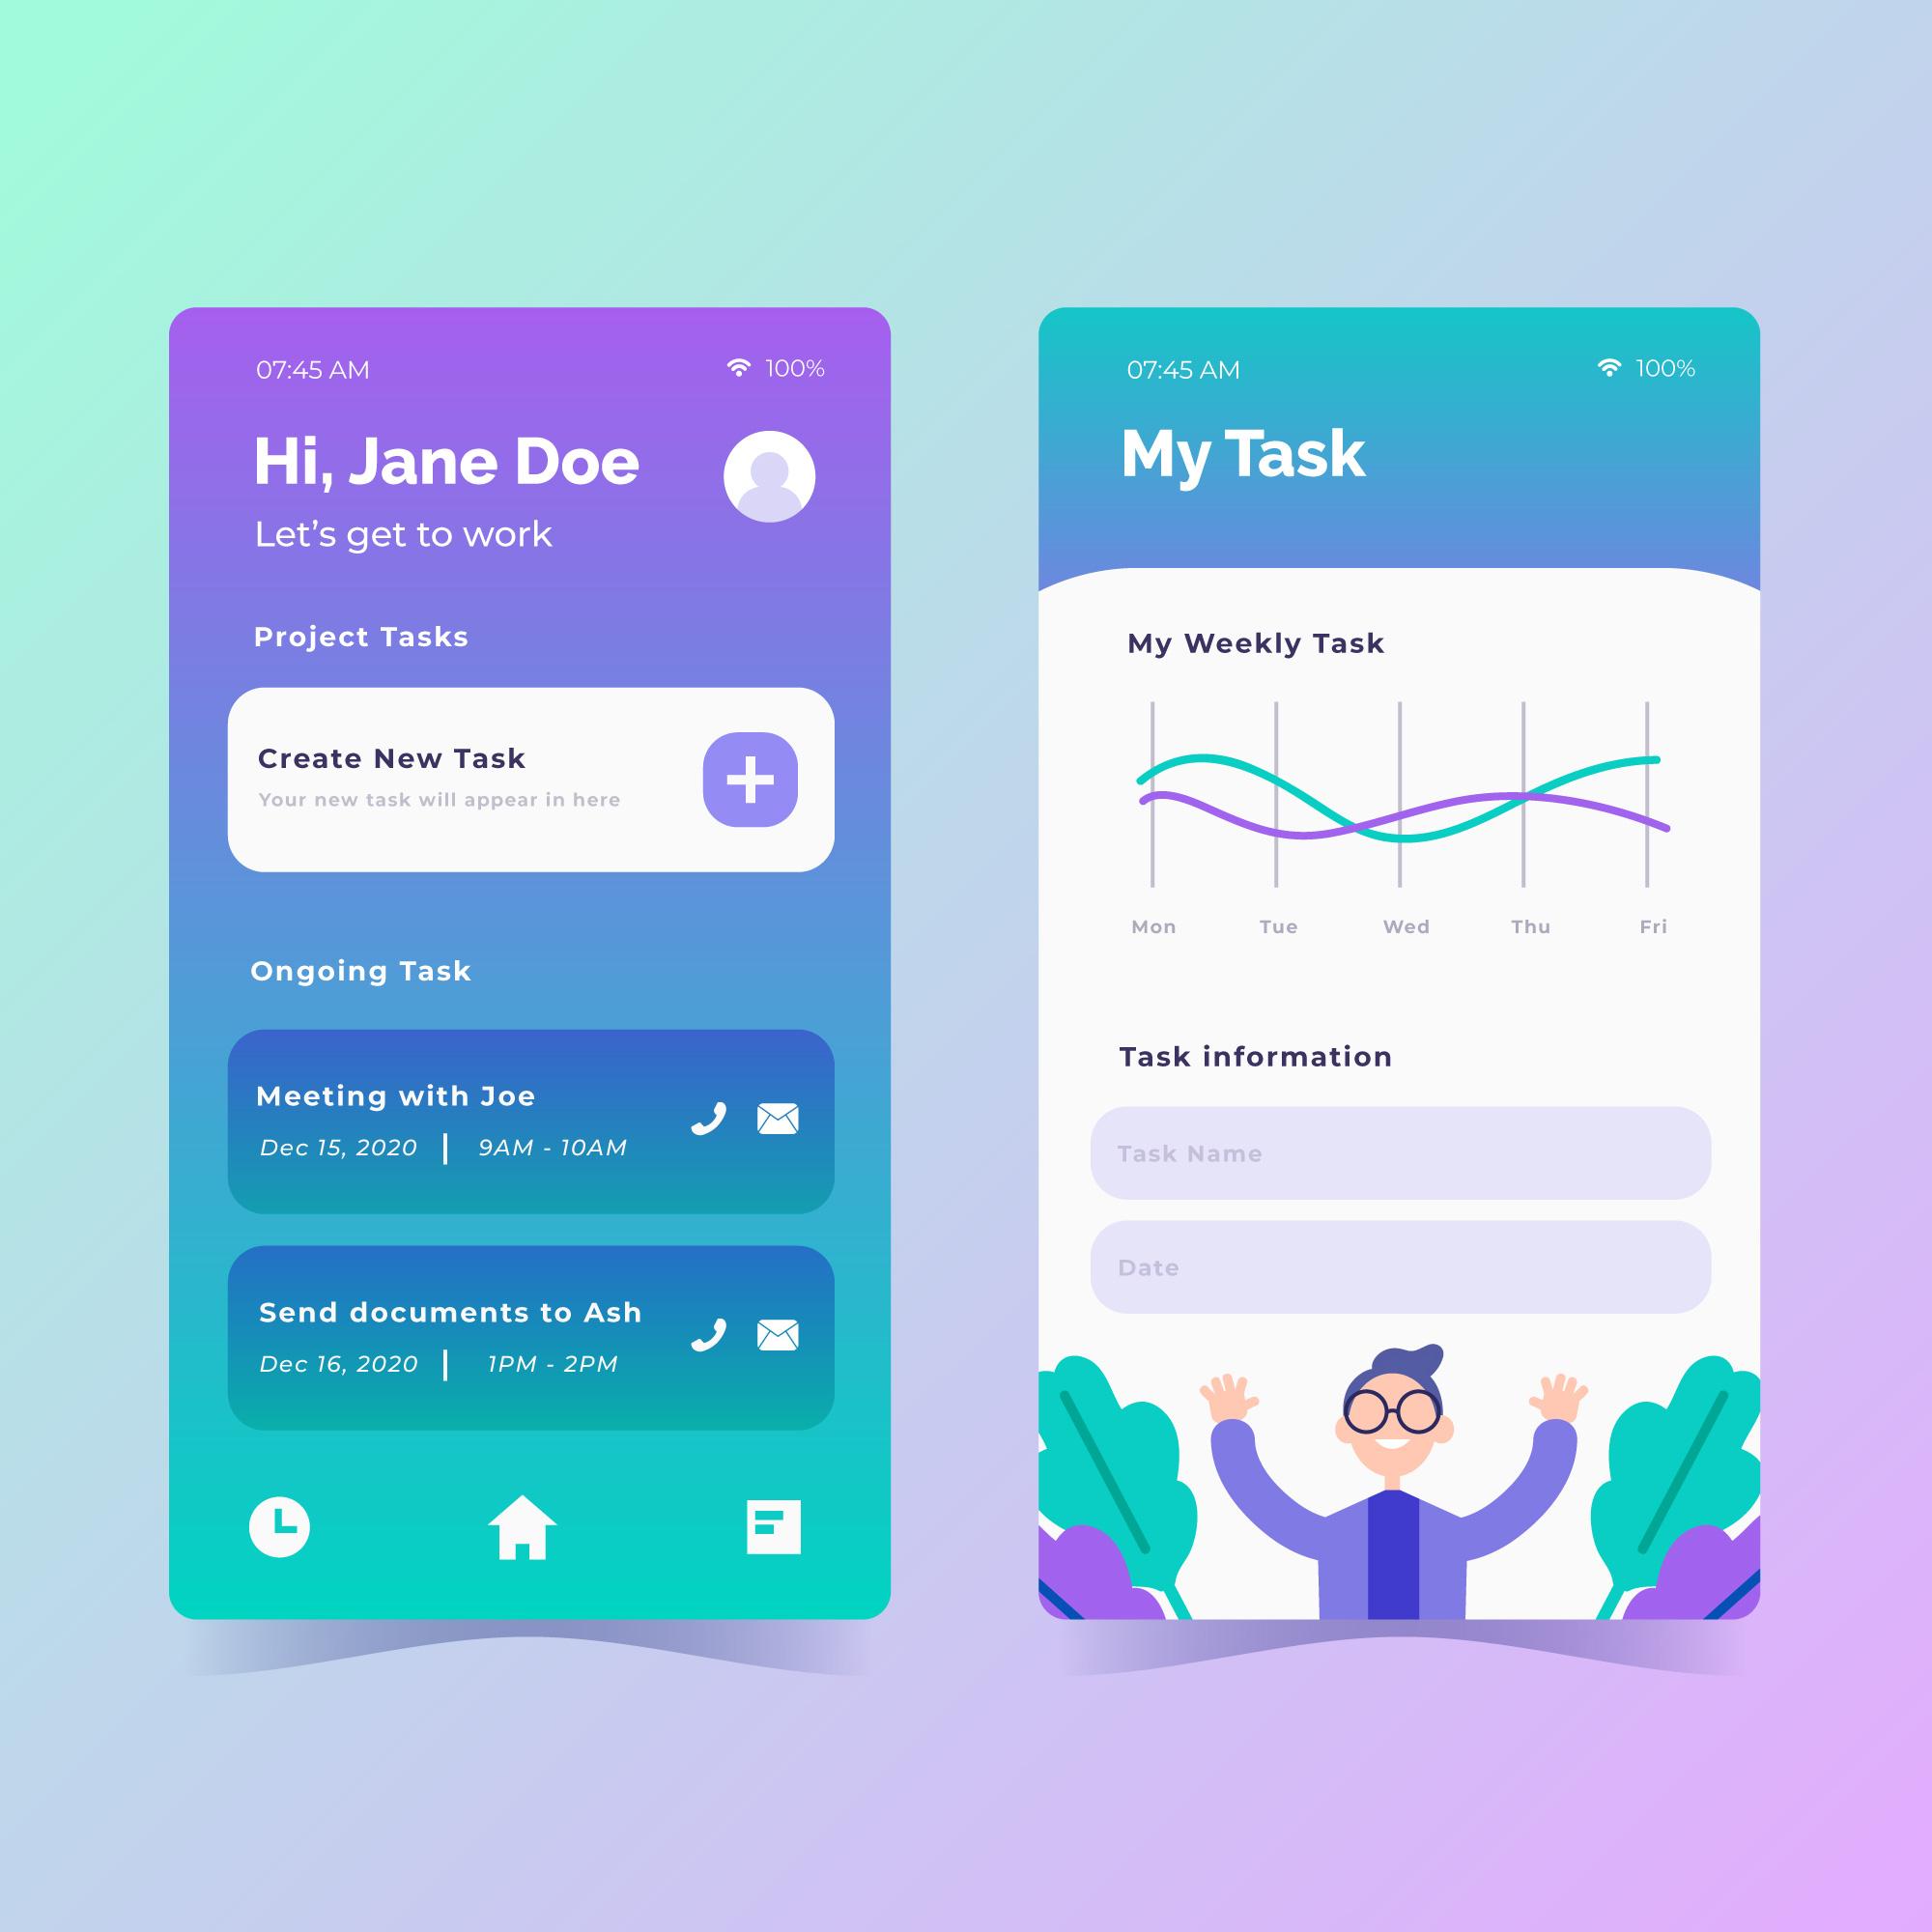 07:45 AM
100%
Hi, Jane Doe
Let’s get to work
Project Tasks
Create New Task
Your new task will appear in here
Ongoing Task
Meeting with Joe
Dec 15, 2020 | 9AM - 10AM
Send documents to Ash
Dec 16, 2020 | 1PM - 2PM
07:45 AM
100%
My Task
My Weekly Task
Mon Tue Wed Thu Fri
Task information
Task Name
Date